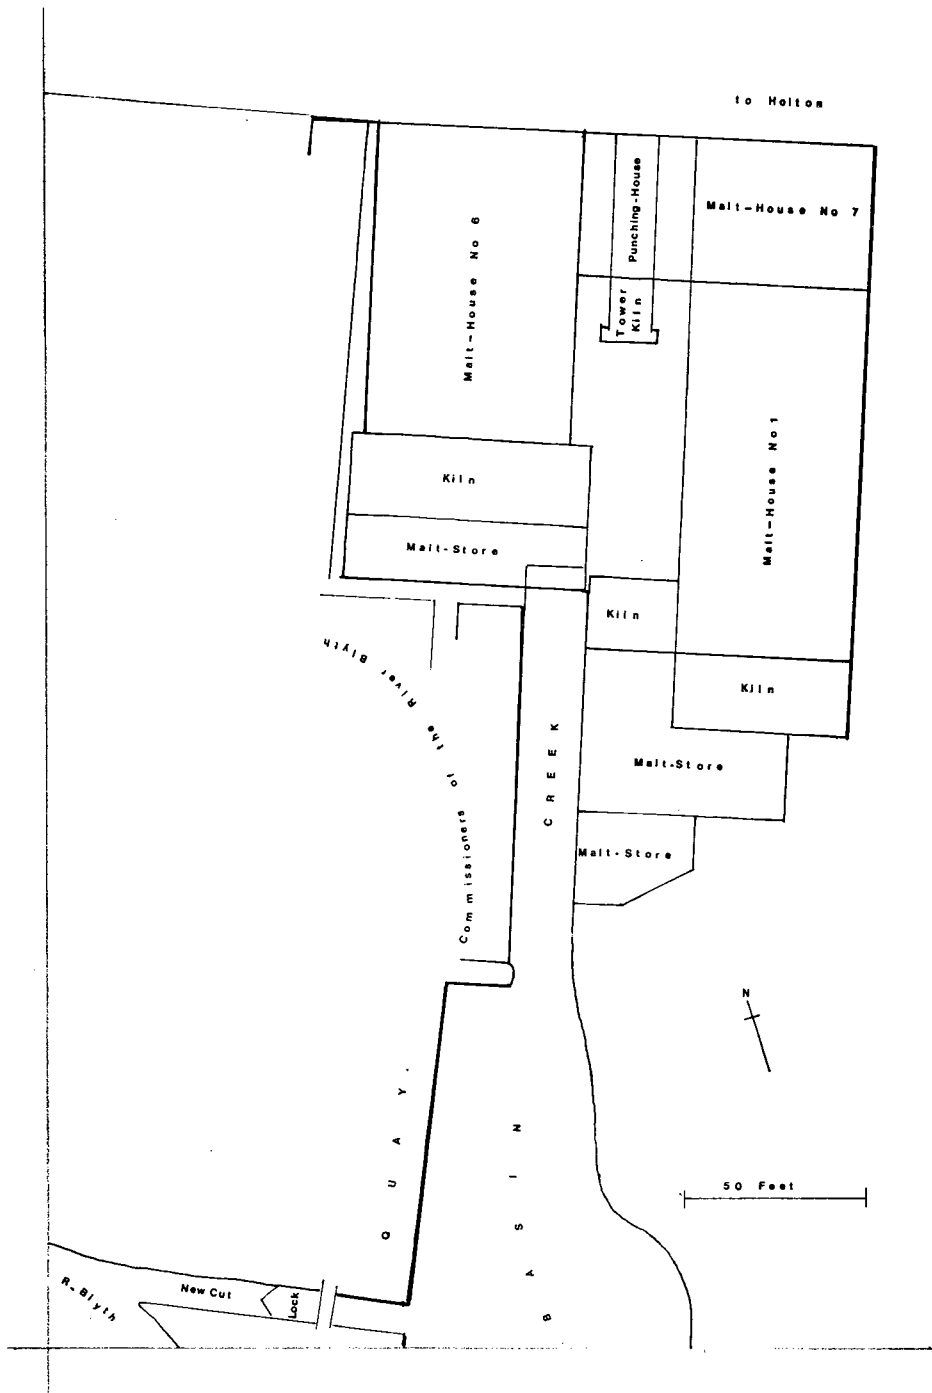 to Holton
Malt-House No 6
Punching-House
Tower
Kiln
Malt-House No 7
Malt-House No 1
Kiln
Malt-Store
Kiln
Kiln
Commissioners of the River Blyth
CREEK
Malt-Store
Malt-Store
N
QUAY.
BASIN
50 Feet
R-Blyth
New Cut
Lock